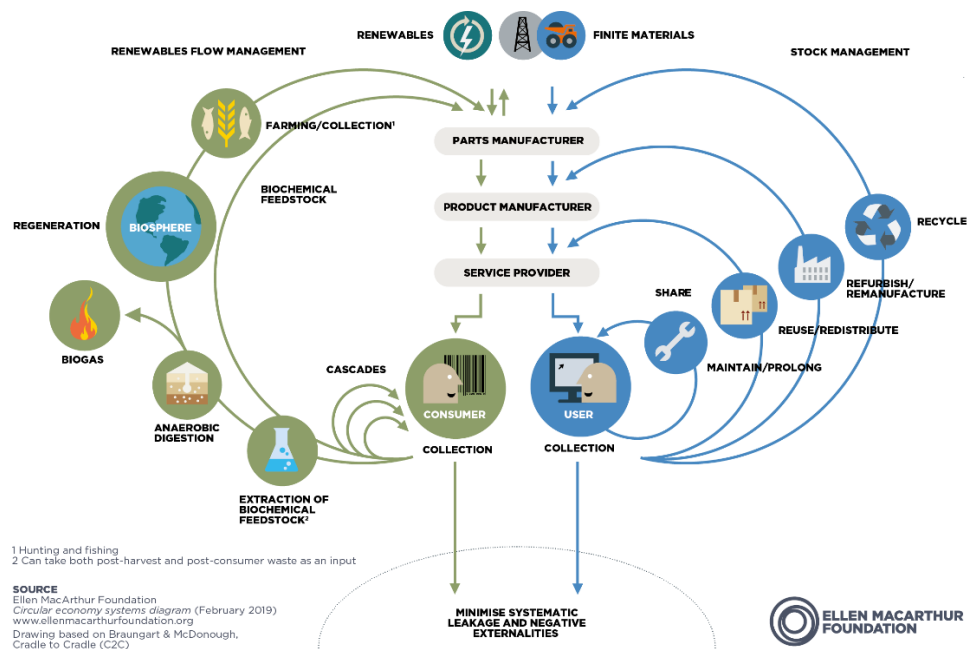 RENEWABLES
FINITE MATERIALS
RENEWABLES FLOW MANAGEMENT
STOCK MANAGEMENT
FARMING/COLLECTION¹
PARTS MANUFACTURER
BIOCHEMICAL
FEEDSTOCK
PRODUCT MANUFACTURER
REGENERATION
BIOSPHERE
RECYCLE
SERVICE PROVIDER
REFURBISH/
REMANUFACTURE
SHARE
REUSE/REDISTRIBUTE
BIOGAS
MAINTAIN/PROLONG
CASCADES
CONSUMER
USER
ANAEROBIC
DIGESTION
COLLECTION
COLLECTION
EXTRACTION OF
BIOCHEMICAL
FEEDSTOCK²
1 Hunting and fishing
2 Can take both post-harvest and post-consumer waste as an input
SOURCE
Ellen MacArthur Foundation
Circular economy systems diagram (February 2019)
www.ellenmacarthurfoundation.org
Drawing based on Braungart & McDonough,
Cradle to Cradle (C2C)
MINIMISE SYSTEMATIC
LEAKAGE AND NEGATIVE
EXTERNALITIES
ELLEN MACARTHUR
FOUNDATION